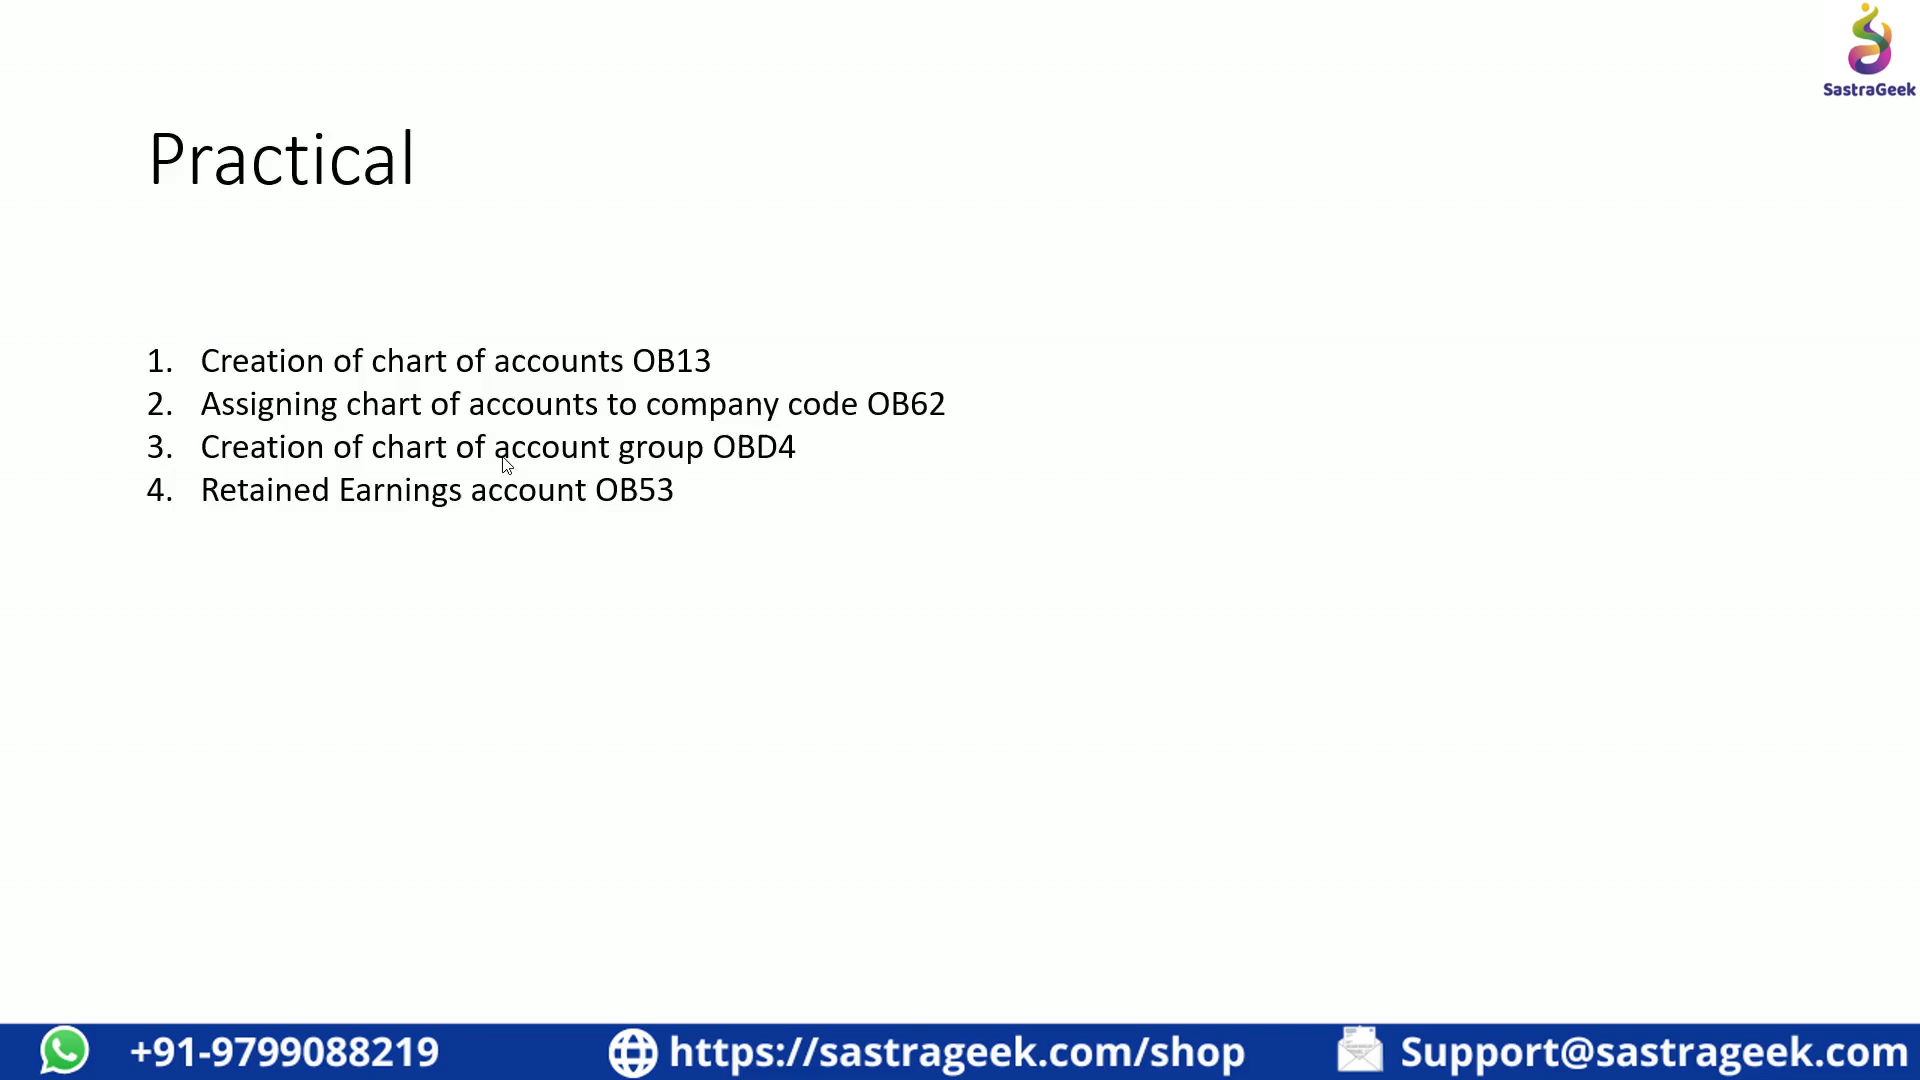 SastraGeek
Practical
1. Creation of chart of accounts OB13
2. Assigning chart of accounts to company code OB62
3. Creation of chart of account group OBD4
4. Retained Earnings account OB53
+91-9799088219 https://sastrageek.com/shop Support@sastrageek.com